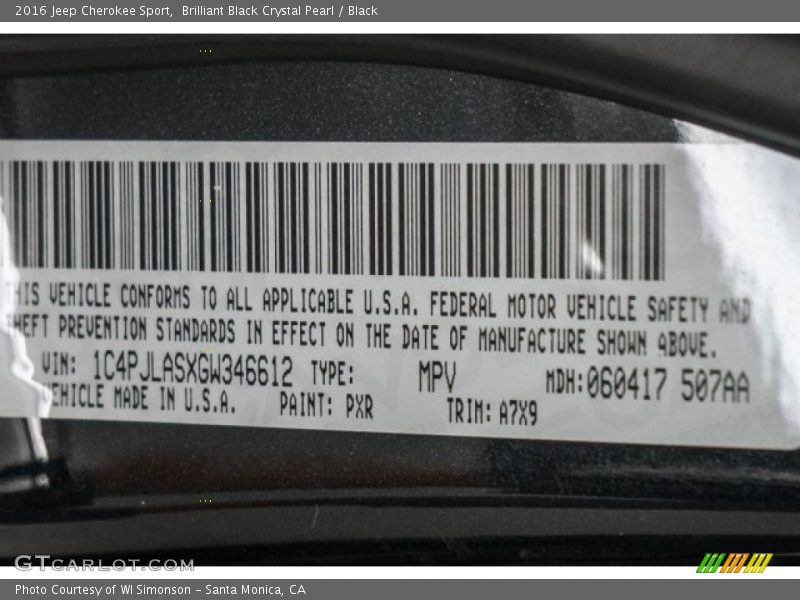 2016 Jeep Cherokee Sport,  Brilliant Black Crystal Pearl / Black
THIS VEHICLE CONFORMS TO ALL APPLICABLE U.S.A. FEDERAL MOTOR VEHICLE SAFETY AND
THEFT PREVENTION STANDARDS IN EFFECT ON THE DATE OF MANUFACTURE SHOWN ABOVE.
VIN: 1C4PJLASXGW346612 TYPE: MPV MDH:060417 507AA
VEHICLE MADE IN U.S.A. PAINT: PXR TRIM: A7X9
GTCARLOT.COM
Photo Courtesy of WI Simonson - Santa Monica, CA